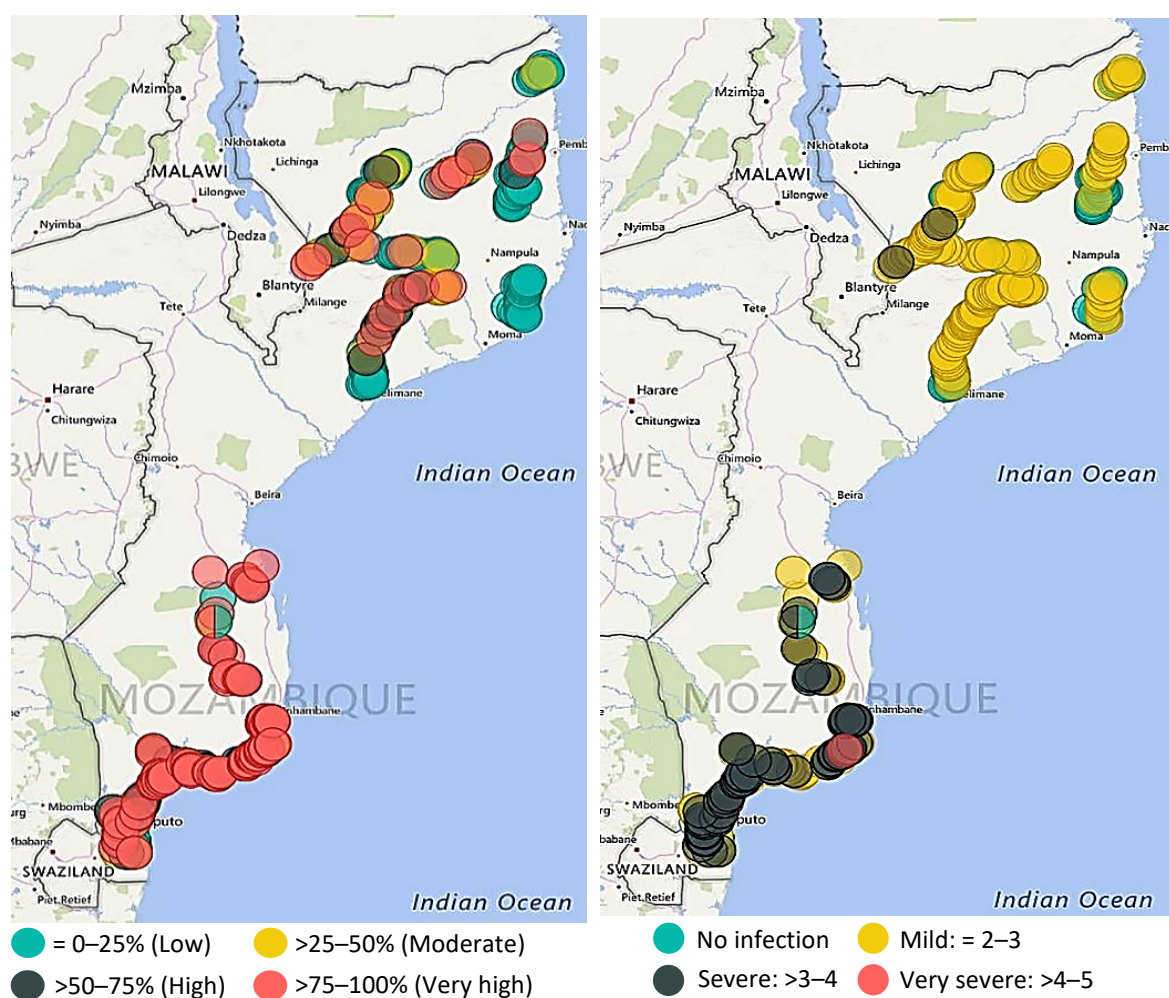 Mzimba
Nkhotakota
Lichinga
MALAWI
Lilongwe
Pemb
Nyimba
Dedza
Nac
Nampula
Blantyre
Milange
Tete
Moma
Harare
elimane
Chitungwiza
BWE
Chimoio
Indian Ocean
Beira
MOZAMBIQUE
nhambane
Mbombe
puto
Mbabane
SWAZILAND
Piet.Retief
Indian Ocean
= 0–25% (Low)
>25–50% (Moderate)
>50–75% (High)
>75–100% (Very high)
Mzimba
Nkhotakota
Lichinga
MALAWI
Lilongwe
Pemb
Nyimba
Dedza
Nac
Nampula
Blantyre
Milange
Tete
Moma
Harare
elimane
Chitungwiza
BWE
Chimoio
Indian Ocean
Beira
MOZAMBIQUE
nhambane
rg
Mbombe
puto
babane
SWAZILAND
Piet.Retief
Indian Ocean
No infection
Mild: = 2–3
Severe: >3–4
Very severe: >4–5